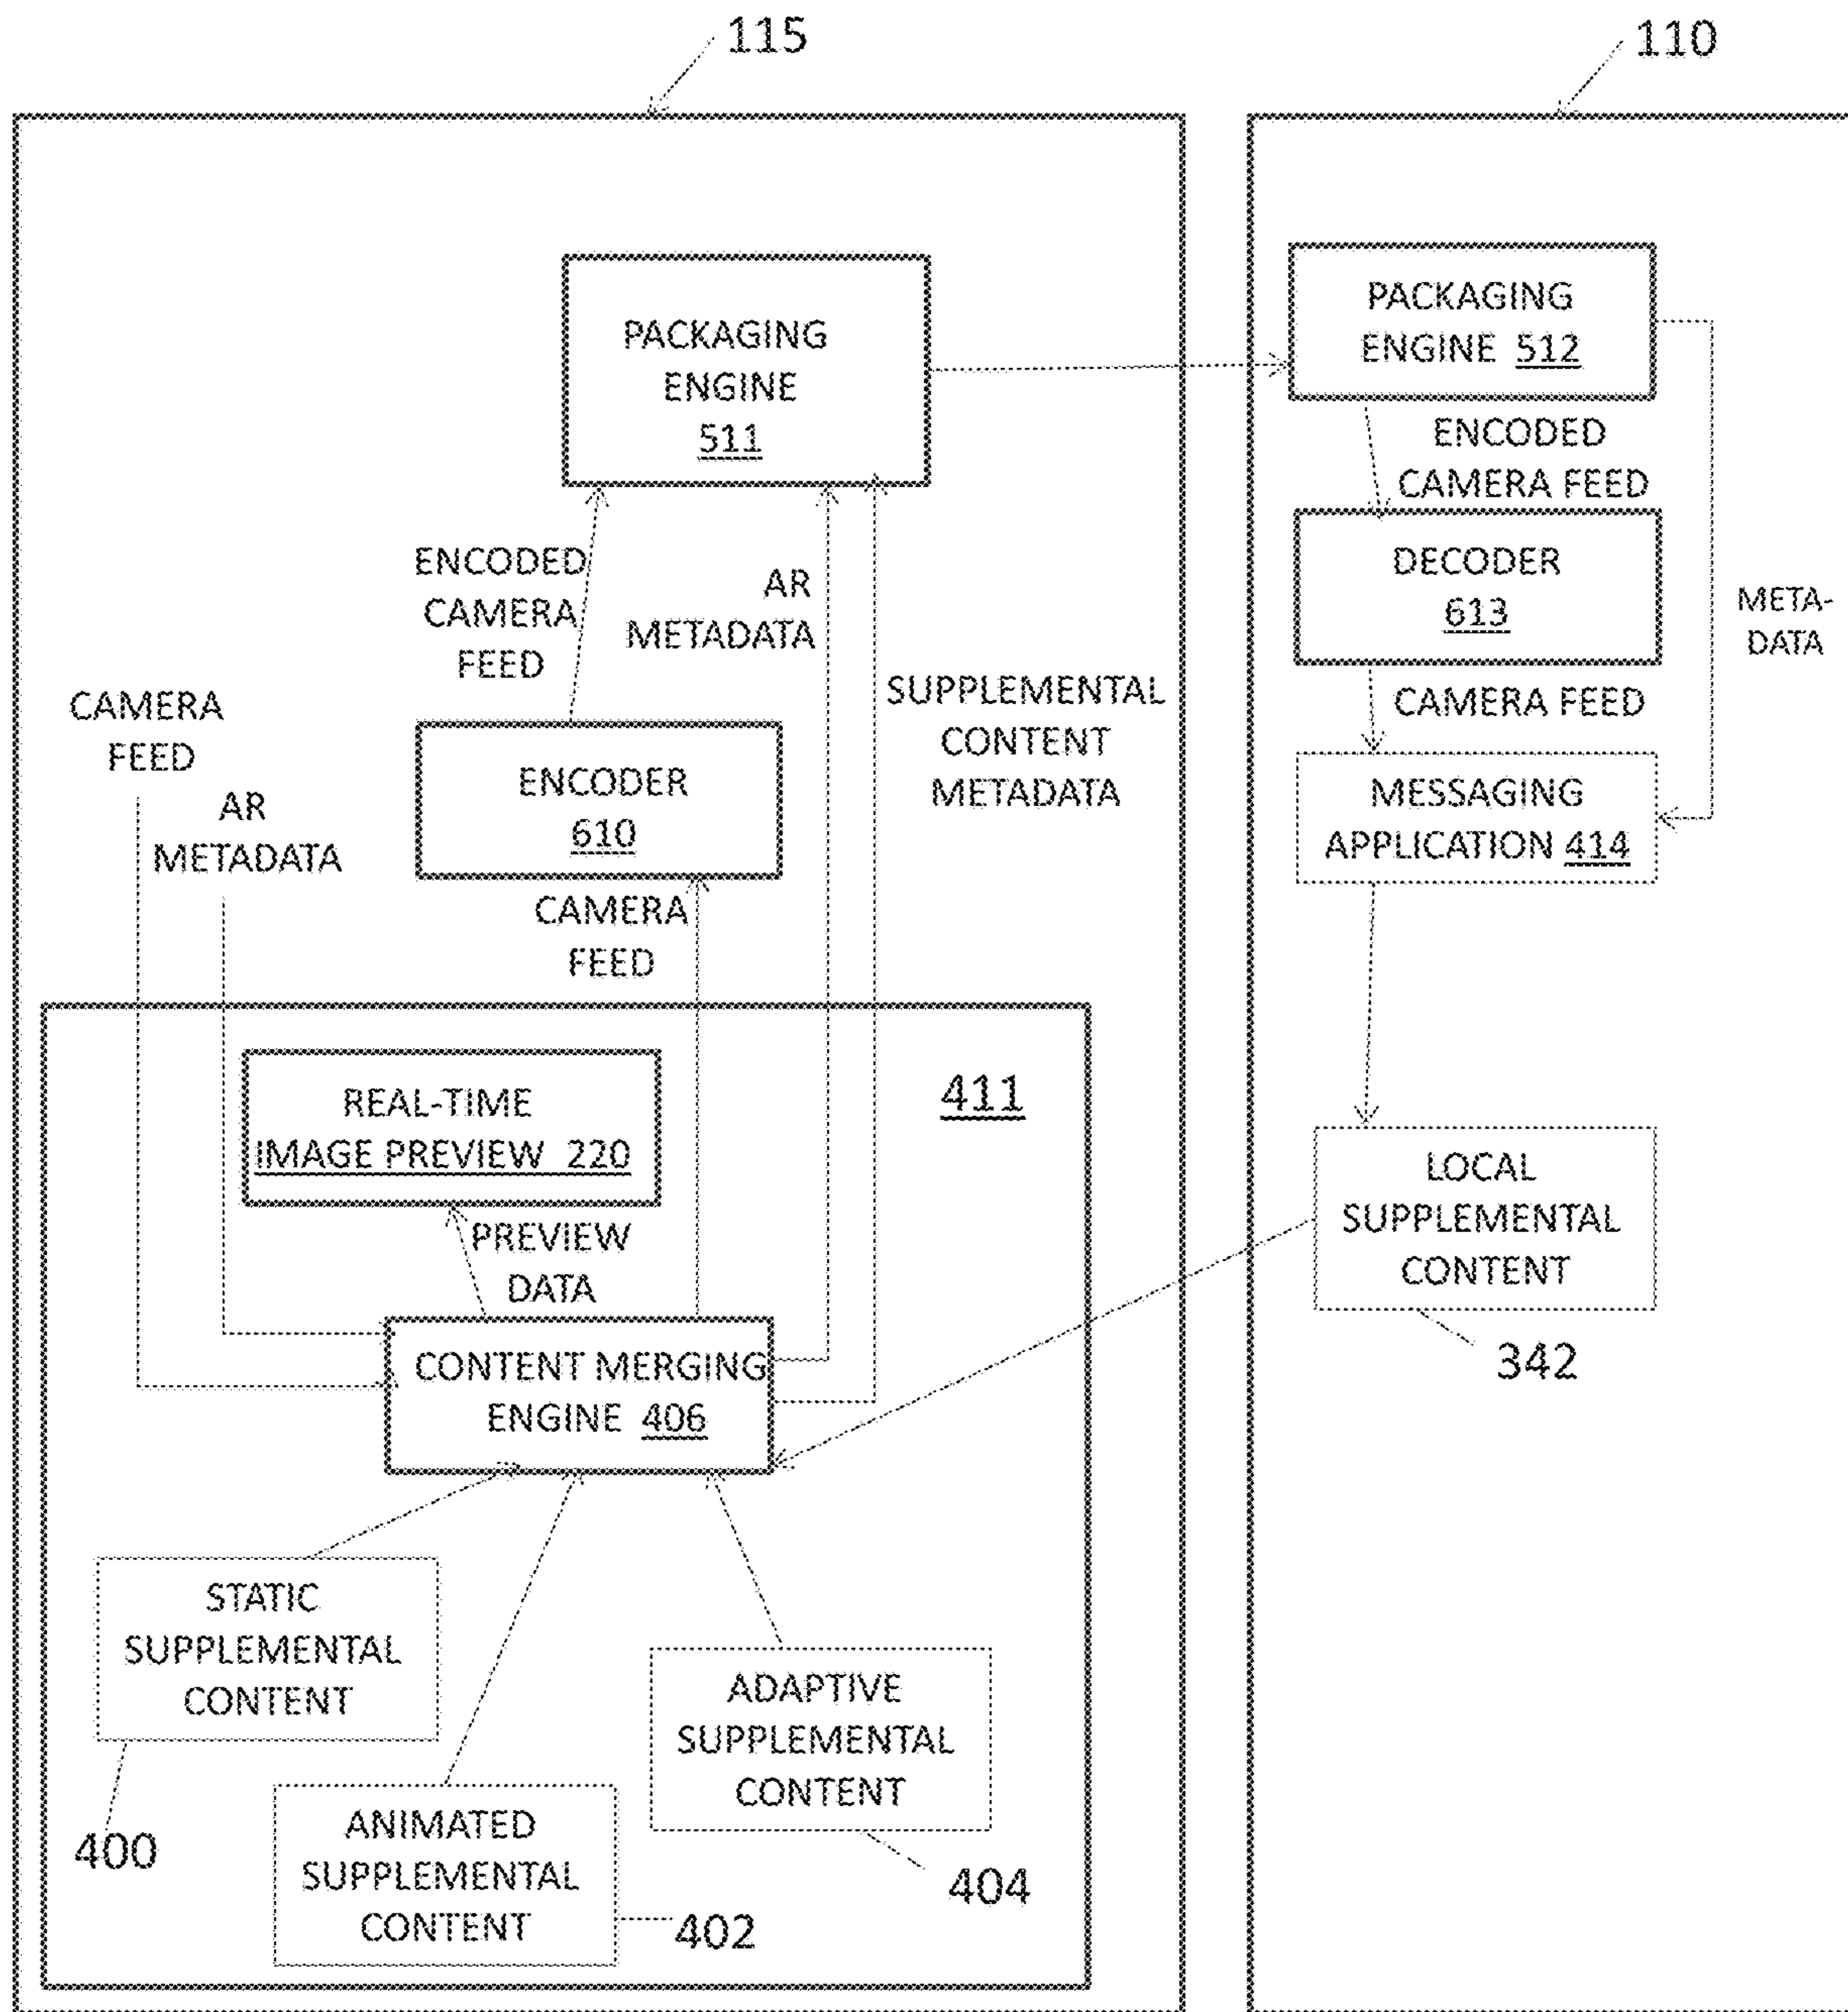 115
110
PACKAGING
ENGINE
511
PACKAGING
ENGINE 512
ENCODED
CAMERA FEED
DECODER
613
META-
DATA
CAMERA FEED
MESSAGING
APPLICATION 414
ENCODED
CAMERA
FEED
AR
METADATA
SUPPLEMENTAL
CONTENT
METADATA
CAMERA
FEED
AR
METADATA
ENCODER
610
CAMERA
FEED
411
REAL-TIME
IMAGE PREVIEW 220
PREVIEW
DATA
CONTENT MERGING
ENGINE 406
LOCAL
SUPPLEMENTAL
CONTENT
342
STATIC
SUPPLEMENTAL
CONTENT
400
ANIMATED
SUPPLEMENTAL
CONTENT
402
ADAPTIVE
SUPPLEMENTAL
CONTENT
404